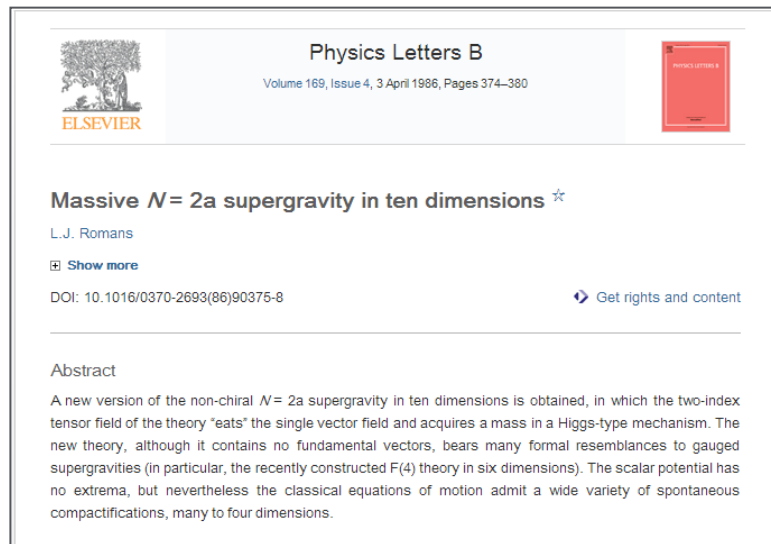 Physics Letters B
Volume 169, Issue 4, 3 April 1986, Pages 374–380
ELSEVIER
PHYSICS LETTERS B
Massive N = 2a supergravity in ten dimensions ☆
L.J. Romans
Show more
DOI: 10.1016/0370-2693(86)90375-8
Get rights and content
Abstract
A new version of the non-chiral N = 2a supergravity in ten dimensions is obtained, in which the two-index
tensor field of the theory “eats” the single vector field and acquires a mass in a Higgs-type mechanism. The
new theory, although it contains no fundamental vectors, bears many formal resemblances to gauged
supergravities (in particular, the recently constructed F(4) theory in six dimensions). The scalar potential has
no extrema, but nevertheless the classical equations of motion admit a wide variety of spontaneous
compactifications, many to four dimensions.